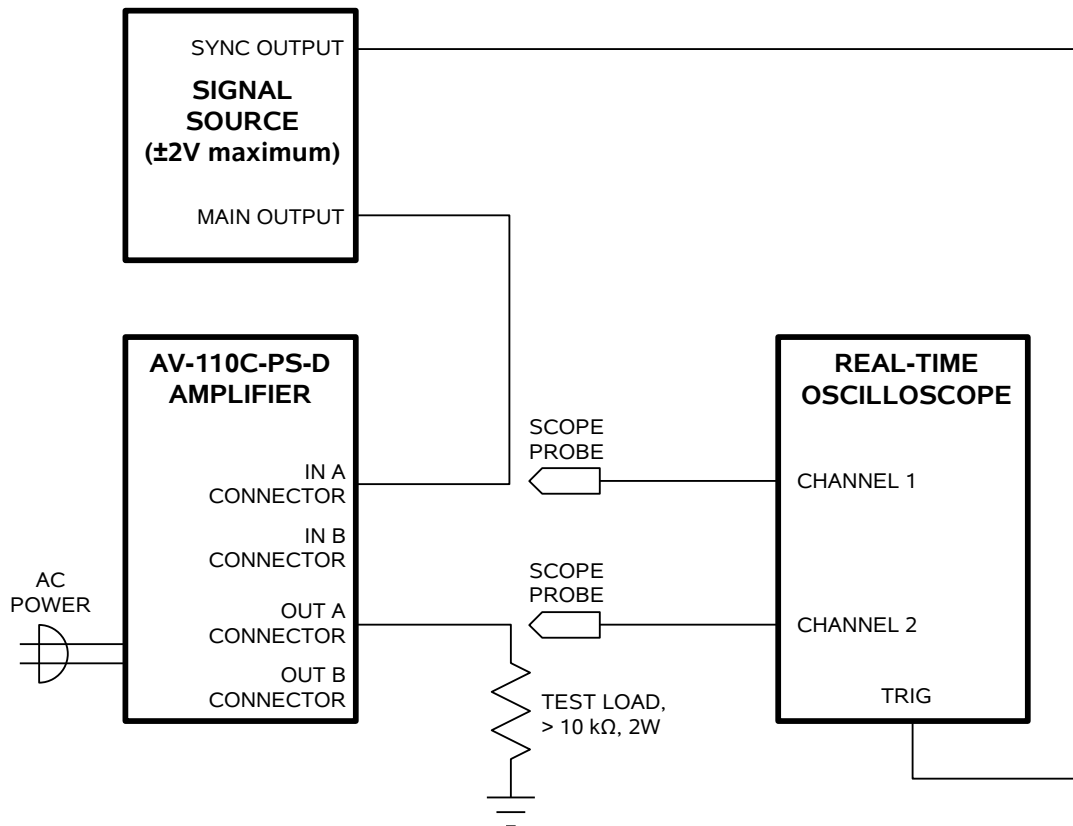 SYNC OUTPUT
SIGNAL
SOURCE
(±2V maximum)
MAIN OUTPUT
AV-110C-PS-D
AMPLIFIER
IN A
CONNECTOR
IN B
CONNECTOR
OUT A
CONNECTOR
OUT B
CONNECTOR
AC
POWER
SCOPE
PROBE
SCOPE
PROBE
TEST LOAD,
> 10 kΩ, 2W
REAL-TIME
OSCILLOSCOPE
CHANNEL 1
CHANNEL 2
TRIG